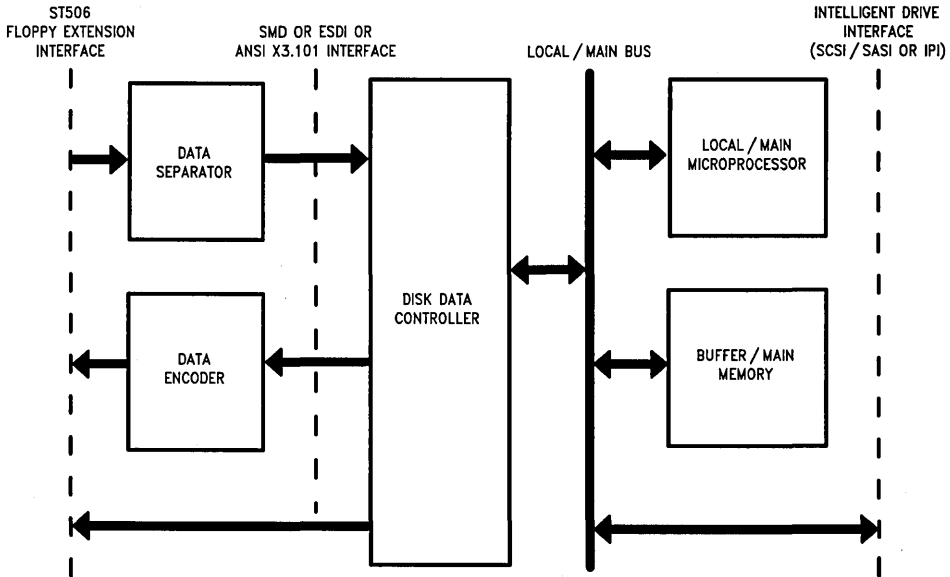 ST506
FLOPPY EXTENSION
INTERFACE
SMD OR ESDI OR
ANSI X3.101 INTERFACE
LOCAL / MAIN BUS
INTELLIGENT DRIVE
INTERFACE
(SCSI / SASI OR IPI)
DATA
SEPARATOR
LOCAL / MAIN
MICROPROCESSOR
DISK DATA
CONTROLLER
DATA
ENCODER
BUFFER / MAIN
MEMORY